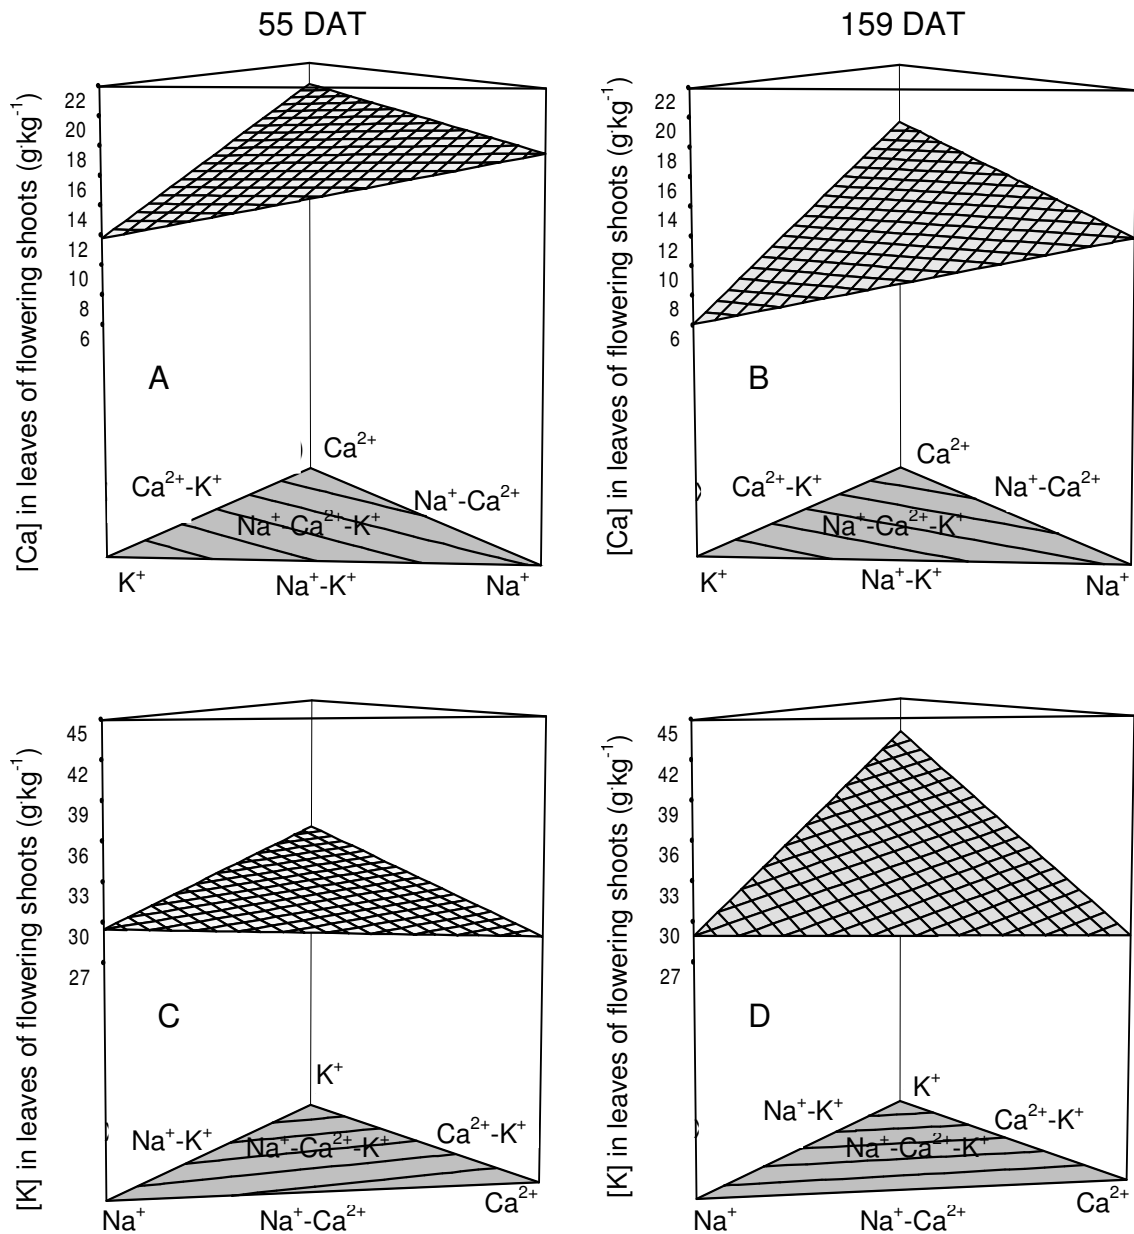 55 DAT
159 DAT
[Ca] in leaves of flowering shoots (g·kg⁻¹)
22
20
18
16
14
12
10
8
6
A
Ca²⁺
Ca²⁺-K⁺
Na⁺-Ca²⁺
Na⁺-Ca²⁺-K⁺
K⁺
Na⁺-K⁺
Na⁺
[Ca] in leaves of flowering shoots (g·kg⁻¹)
22
20
18
16
14
12
10
8
6
B
Ca²⁺
Ca²⁺-K⁺
Na⁺-Ca²⁺
Na⁺-Ca²⁺-K⁺
K⁺
Na⁺-K⁺
Na⁺
[K] in leaves of flowering shoots (g·kg⁻¹)
45
42
39
36
33
30
27
C
K⁺
Na⁺-K⁺
Ca²⁺-K⁺
Na⁺-Ca²⁺-K⁺
Na⁺
Na⁺-Ca²⁺
Ca²⁺
[K] in leaves of flowering shoots (g·kg⁻¹)
45
42
39
36
33
30
27
D
K⁺
Na⁺-K⁺
Ca²⁺-K⁺
Na⁺-Ca²⁺-K⁺
Na⁺
Na⁺-Ca²⁺
Ca²⁺